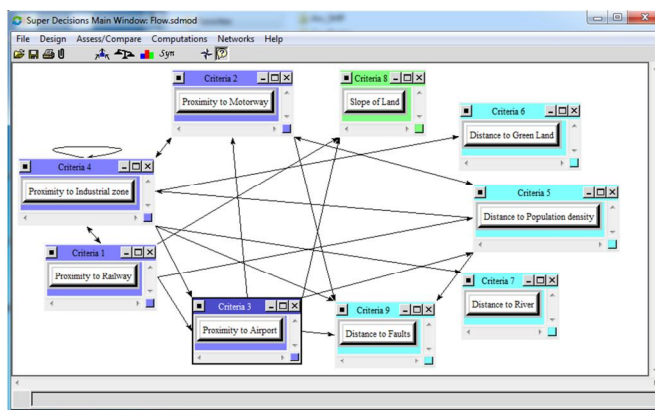 Super Decisions Main Window: Flow.sdmod
File Design Assess/Compare Computations Networks Help
Syn
Criteria 2
Proximity to Motorway
Criteria 8
Slope of Land
Criteria 6
Distance to Green Land
Criteria 4
Proximity to Industrial zone
Criteria 5
Distance to Population density
Criteria 1
Proximity to Railway
Criteria 7
Distance to River
Criteria 3
Proximity to Airport
Criteria 9
Distance to Faults